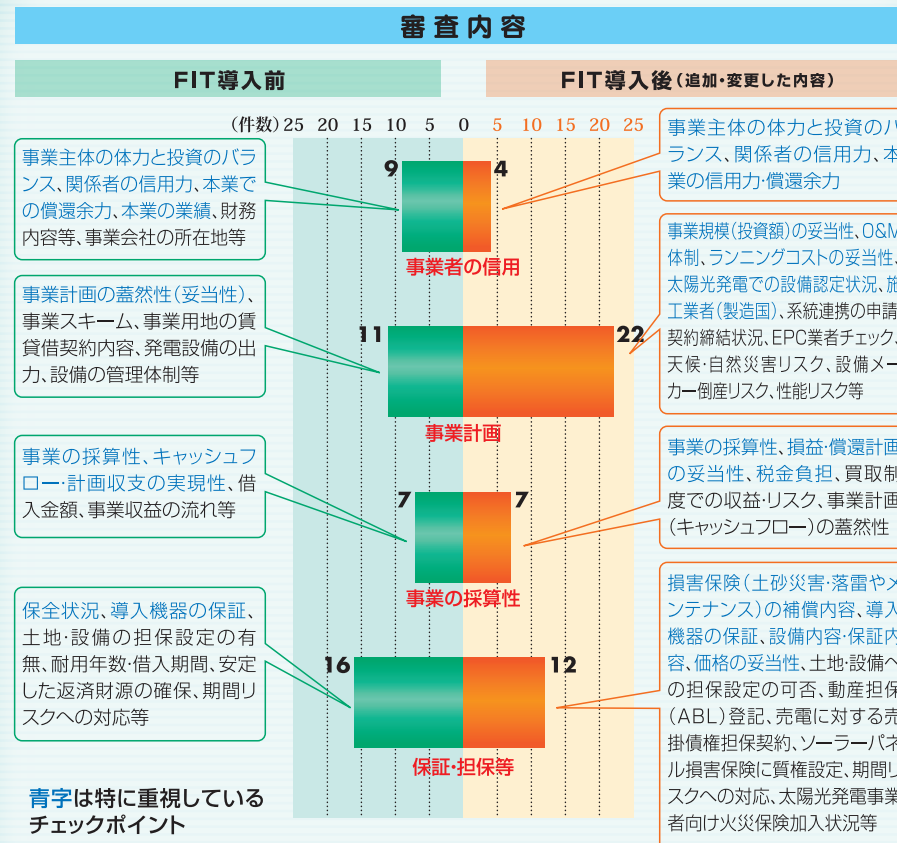 審査内容
FIT導入前
FIT導入後（追加・変更した内容）
（件数）25 20 15 10 5 0 5 10 15 20 25
事業主体の体力と投資のバラ
ンス、関係者の信用力、本業で
の償還余力、本業の業績、財務
内容等、事業会社の所在地等
9
4
事業者の信用
事業主体の体力と投資のバ
ランス、関係者の信用力、本
業の信用力・償還余力
事業計画の蓋然性（妥当性）、
事業スキーム、事業用地の賃
貸借契約内容、発電設備の出
力、設備の管理体制等
11
22
事業計画
事業規模（投資額）の妥当性、O&M
体制、ランニングコストの妥当性、
太陽光発電での設備認定状況、施
工業者（製造国）、系統連携の申請
契約締結状況、EPC業者チェック、
天候・自然災害リスク、設備メー
カー倒産リスク、性能リスク等
事業の採算性、キャッシュフ
ロー・計画収支の実現性、借
入金額、事業収益の流れ等
7
7
事業の採算性
事業の採算性、損益・償還計画
の妥当性、税金負担、買取制
度での収益・リスク、事業計画
（キャッシュフロー）の蓋然性
保全状況、導入機器の保証、
土地・設備の担保設定の有
無、耐用年数・借入期間、安定
した返済財源の確保、期間リ
スクへの対応等
16
12
保証・担保等
損害保険（土砂災害・落雷やメ
ンテナンス）の補償内容、導入
機器の保証、設備内容・保証内
容、価格の妥当性、土地・設備へ
の担保設定の可否、動産担保
（ABL）登記、売電に対する売
掛債権担保契約、ソーラーパネ
ル損害保険に質権設定、期間リ
スクへの対応、太陽光発電事業
者向け火災保険加入状況等
青字は特に重視している
チェックポイント